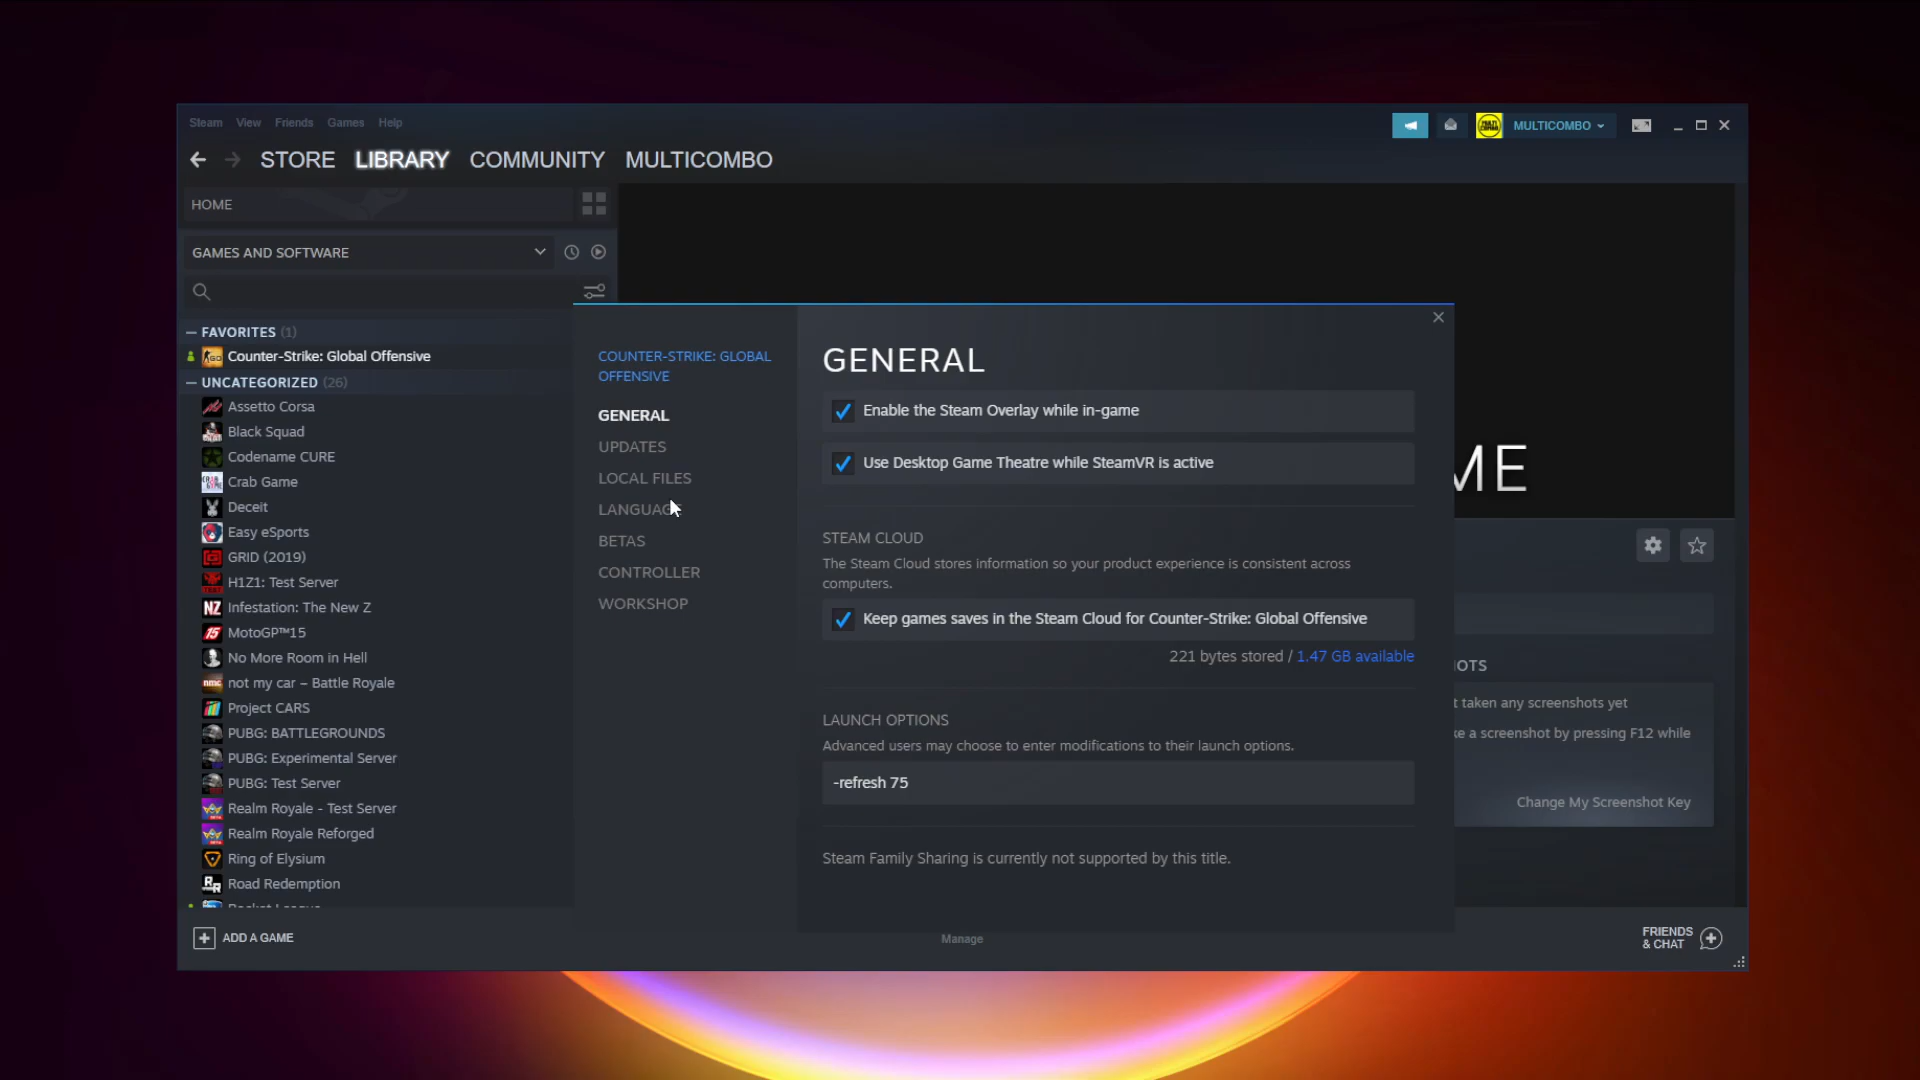 Steam View Friends Games Help
MULTICOMBO
STORE LIBRARY COMMUNITY MULTICOMBO
HOME
GAMES AND SOFTWARE
FAVORITES (1)
Counter-Strike: Global Offensive
UNCATEGORIZED (26)
Assetto Corsa
Black Squad
Codename CURE
Crab Game
Deceit
Easy eSports
GRID (2019)
H1Z1: Test Server
Infestation: The New Z
MotoGP™15
No More Room in Hell
not my car – Battle Royale
Project CARS
PUBG: BATTLEGROUNDS
PUBG: Experimental Server
PUBG: Test Server
Realm Royale - Test Server
Realm Royale Reforged
Ring of Elysium
Road Redemption
ADD A GAME
COUNTER-STRIKE: GLOBAL
OFFENSIVE
GENERAL
UPDATES
LOCAL FILES
LANGUAGE
BETAS
CONTROLLER
WORKSHOP
GENERAL
Enable the Steam Overlay while in-game
Use Desktop Game Theatre while SteamVR is active
STEAM CLOUD
The Steam Cloud stores information so your product experience is consistent across
computers.
Keep games saves in the Steam Cloud for Counter-Strike: Global Offensive
221 bytes stored / 1.47 GB available
LAUNCH OPTIONS
Advanced users may choose to enter modifications to their launch options.
-refresh 75
Steam Family Sharing is currently not supported by this title.
Manage
ME
OTS
t taken any screenshots yet
ke a screenshot by pressing F12 while
Change My Screenshot Key
FRIENDS
& CHAT